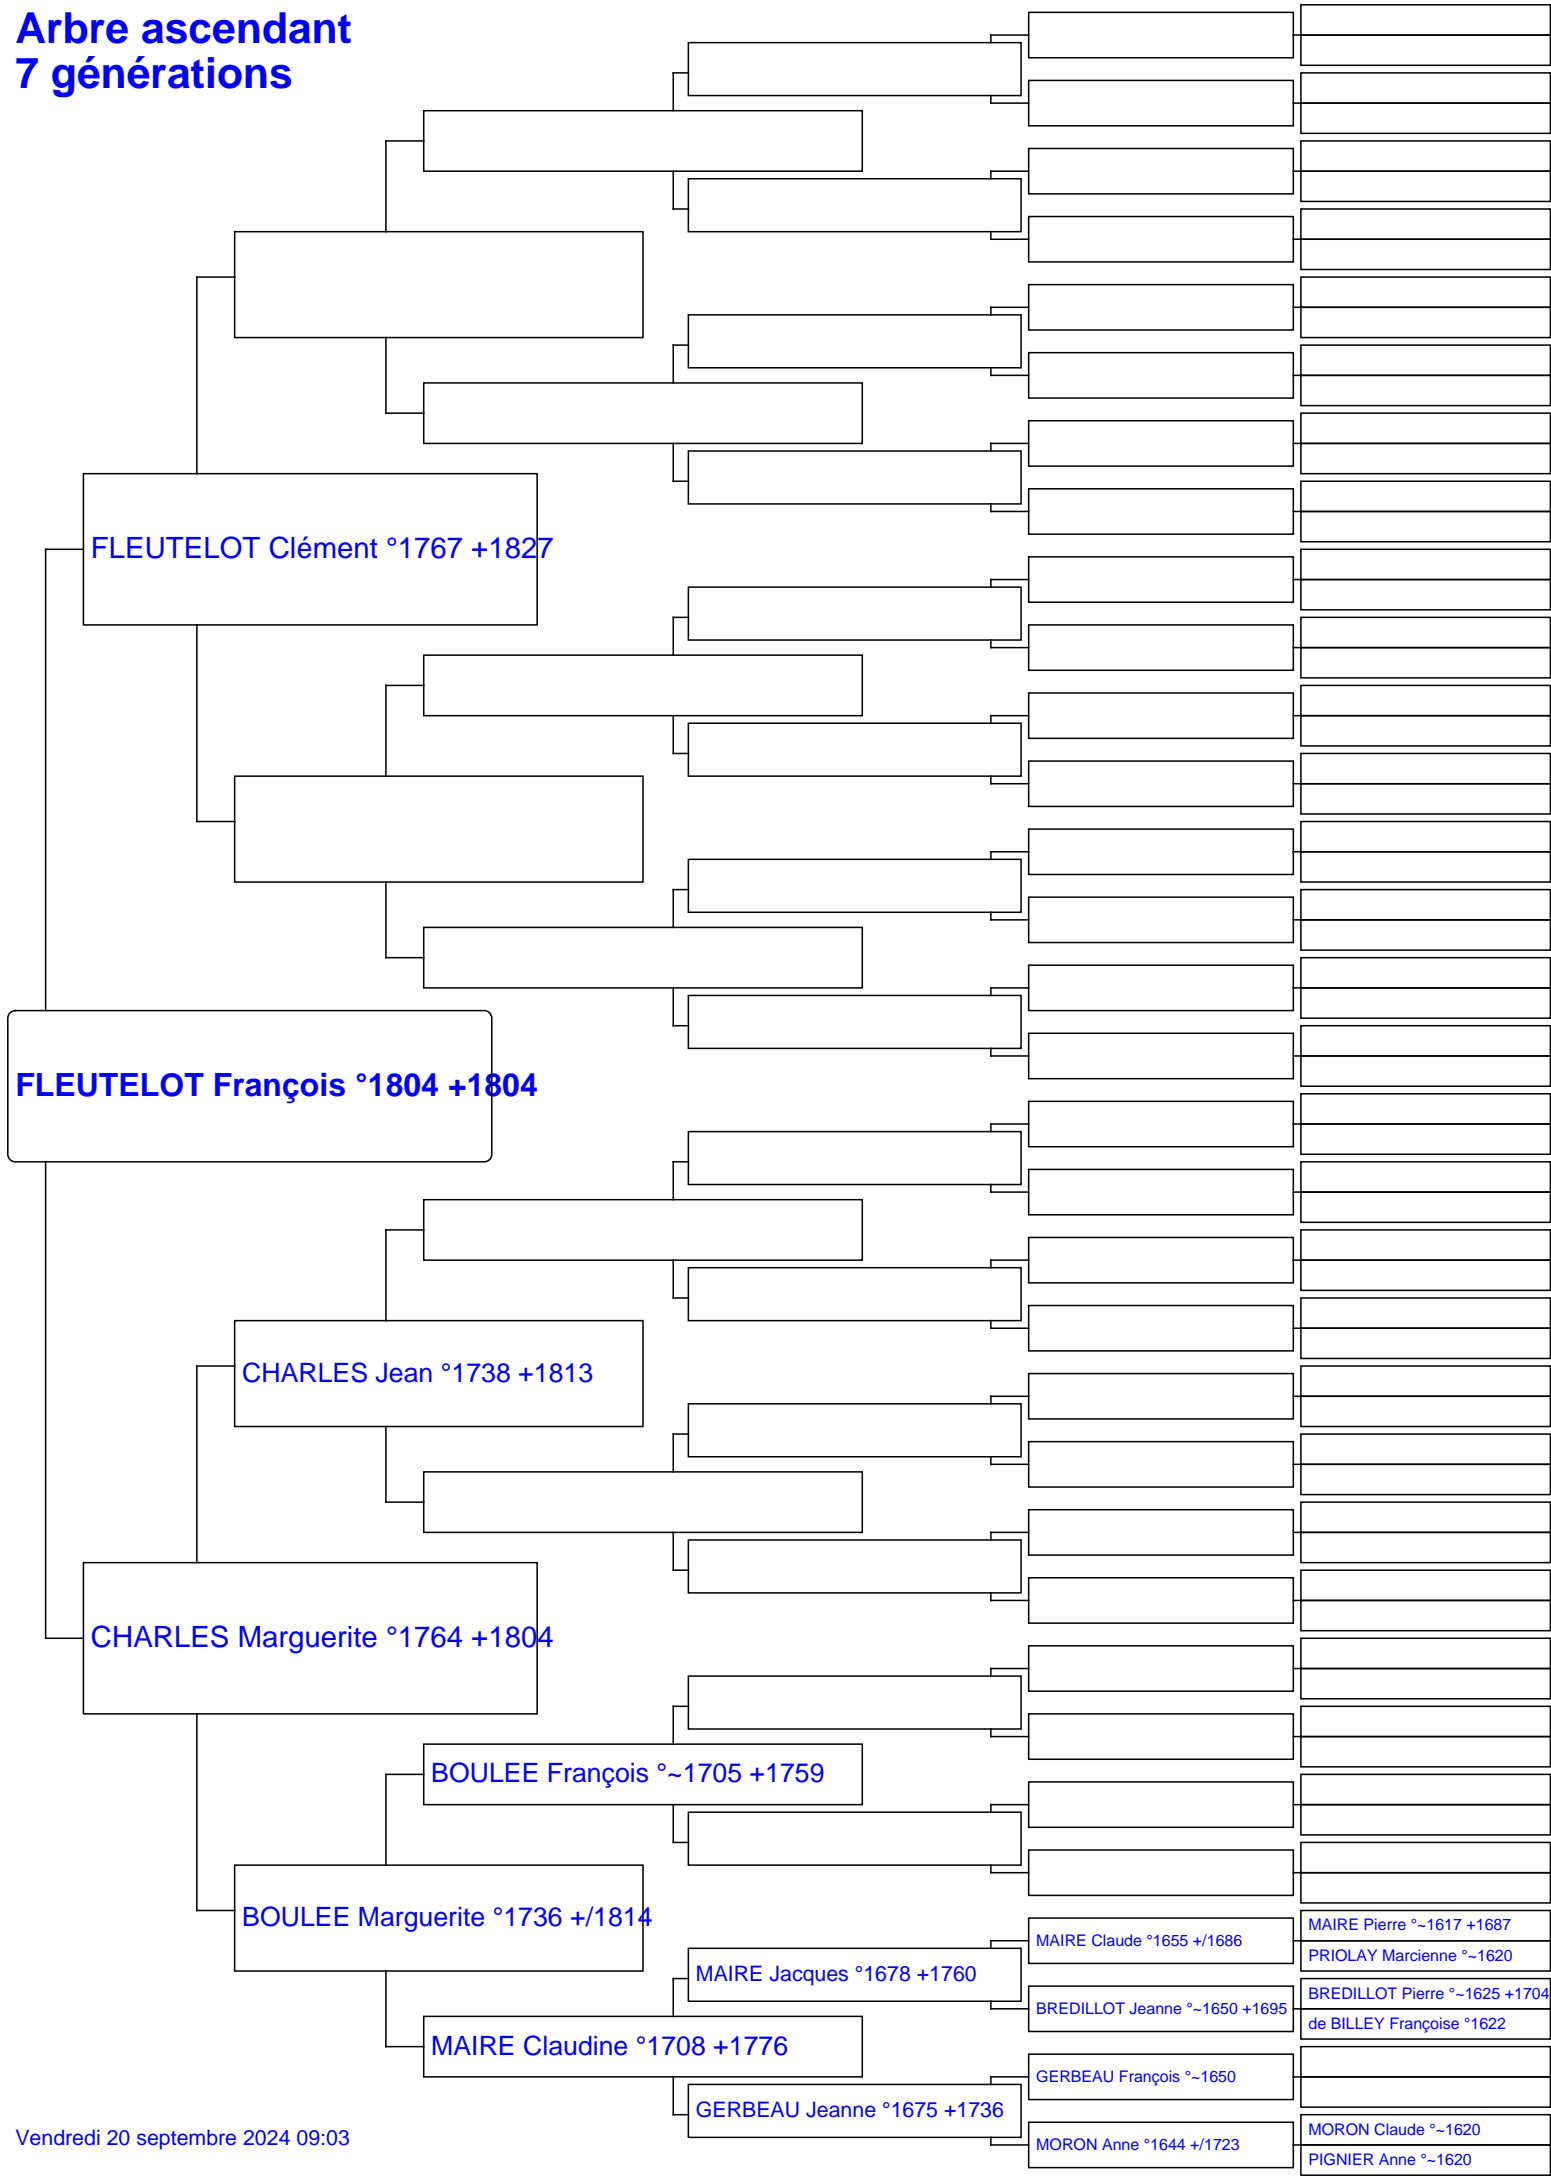 Arbre ascendant
7 générations
FLEUTELOT Clément °1767 +1827
FLEUTELOT François °1804 +1804
CHARLES Jean °1738 +1813
CHARLES Marguerite °1764 +1804
BOULEE François °~1705 +1759
BOULEE Marguerite °1736 +/1814
MAIRE Pierre °~1617 +1687
MAIRE Claude °1655 +/1686
PRIOLAY Marcienne °~1620
MAIRE Jacques °1678 +1760
BREDILLOT Pierre °~1625 +1704
BREDILLOT Jeanne °~1650 +1695
de BILLEY Françoise °1622
MAIRE Claudine °1708 +1776
GERBEAU François °~1650
GERBEAU Jeanne °1675 +1736
MORON Claude °~1620
MORON Anne °1644 +/1723
PIGNIER Anne °~1620
Vendredi 20 septembre 2024 09:03